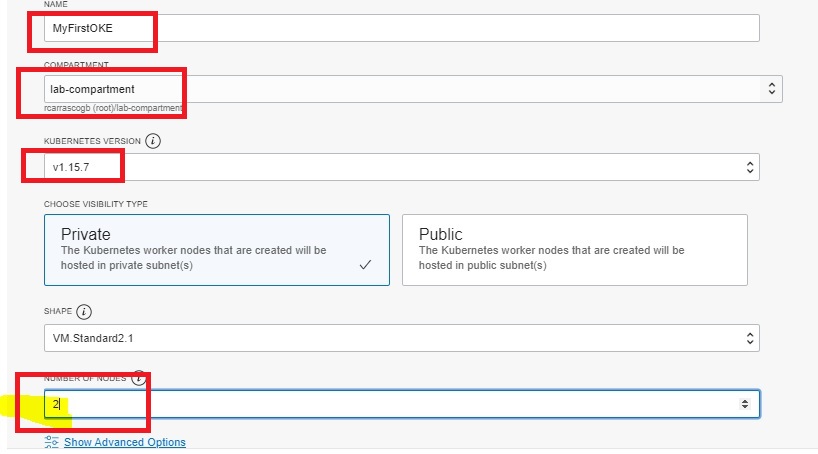 NAME
MyFirstOKE
COMPARTMENT
lab-compartment
rcarrascogb (root)/lab-compartment
KUBERNETES VERSION i
v1.15.7
CHOOSE VISIBILITY TYPE
Private
The Kubernetes worker nodes that are created will be
hosted in private subnet(s)
Public
The Kubernetes worker nodes that are created will be
hosted in public subnet(s)
SHAPE i
VM.Standard2.1
NUMBER OF NODES i
2
Show Advanced Options